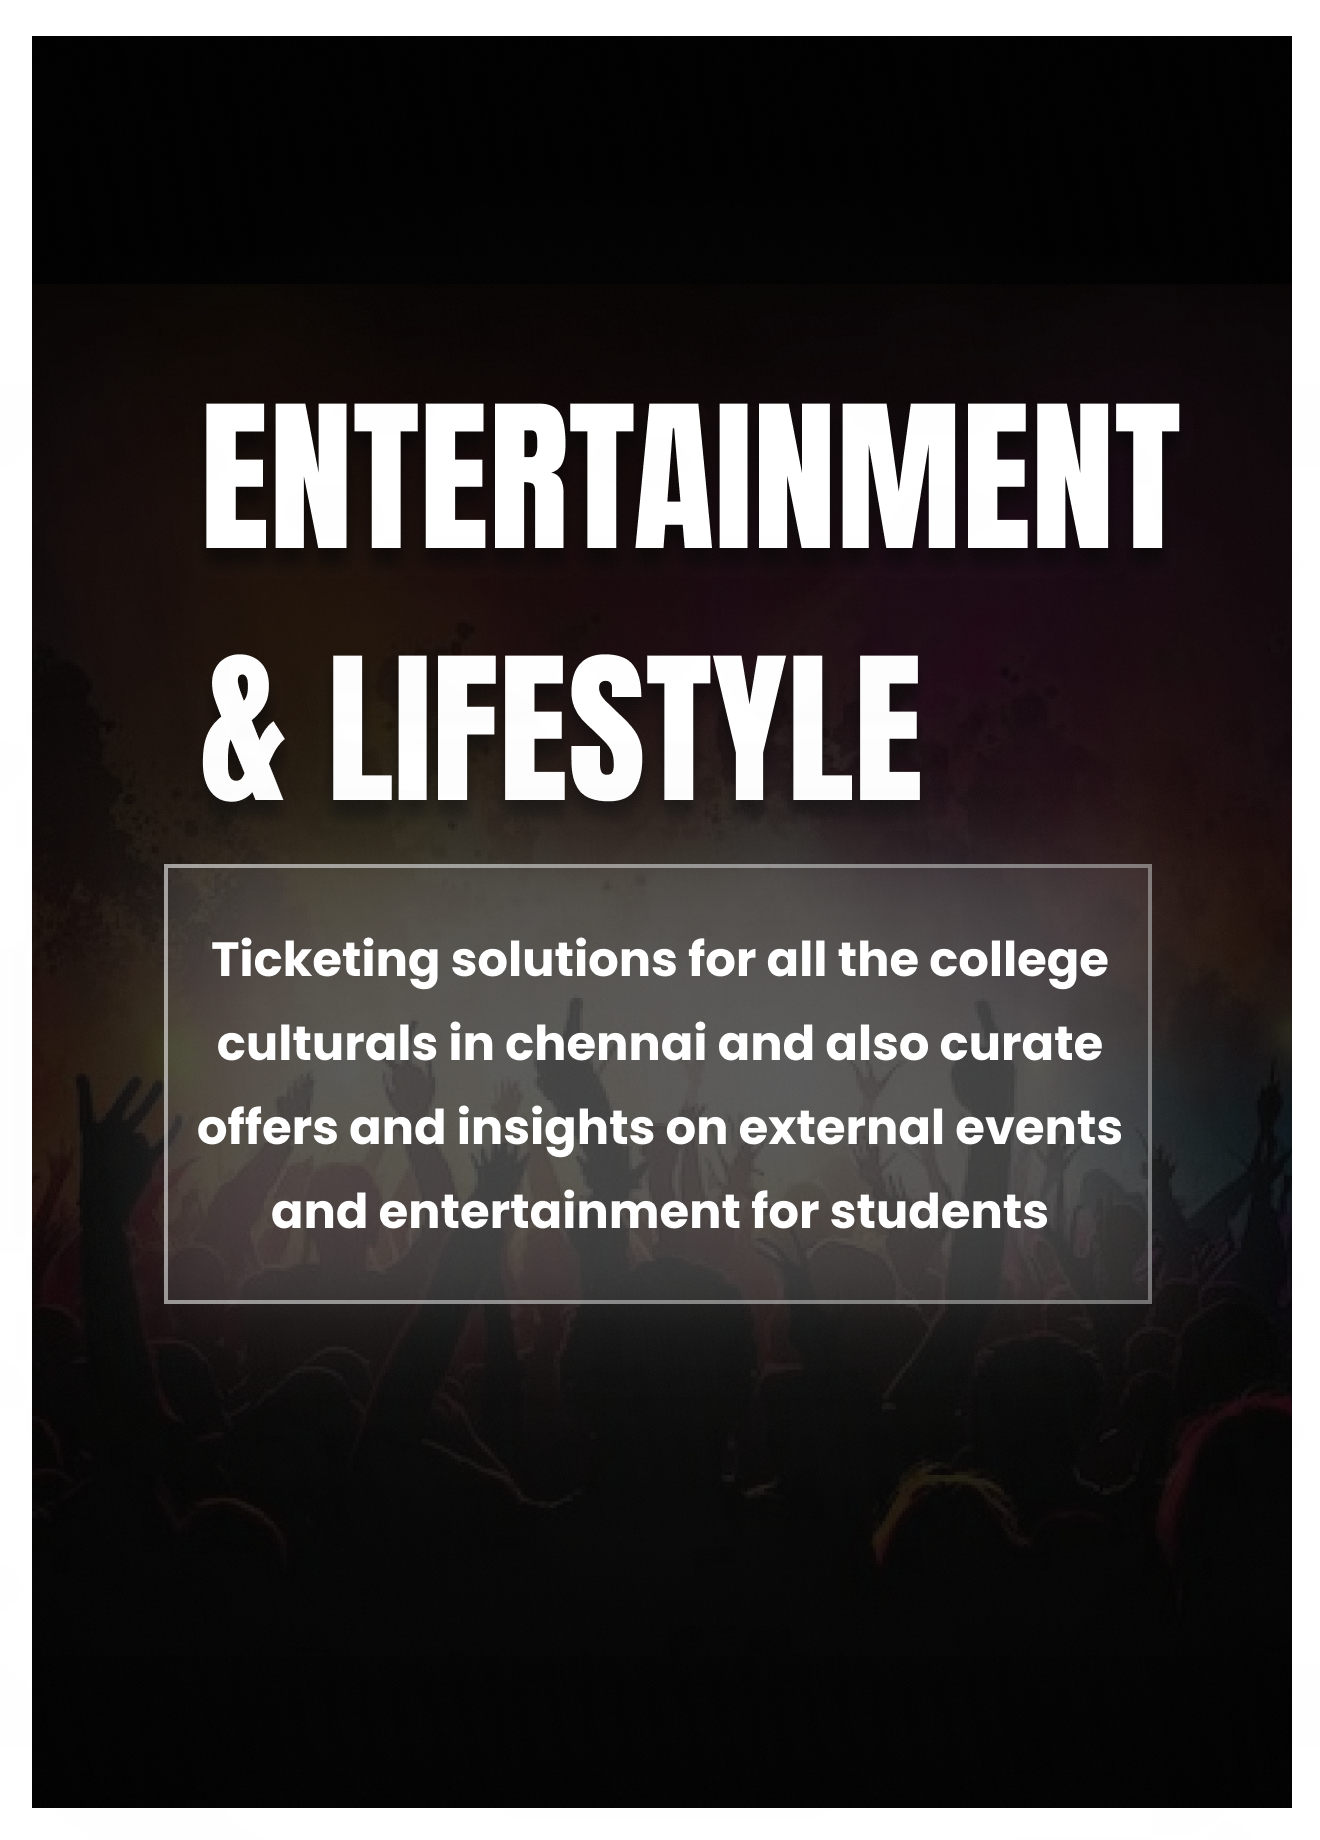 ENTERTAINMENT
& LIFESTYLE
Ticketing solutions for all the college
culturals in chennai and also curate
offers and insights on external events
and entertainment for students